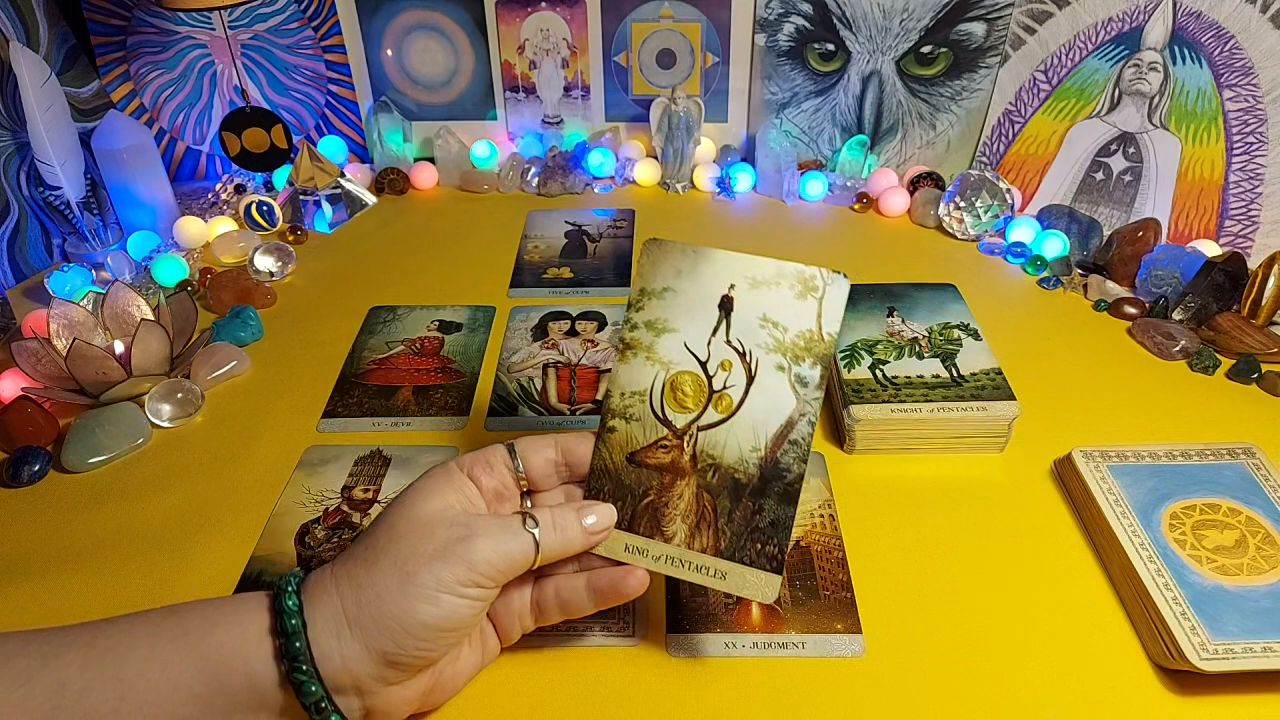 FIVE of CUPS
XV • DEVIL
TWO of CUPS
KNIGHT of PENTACLES
KING of PENTACLES
XX • JUDGMENT